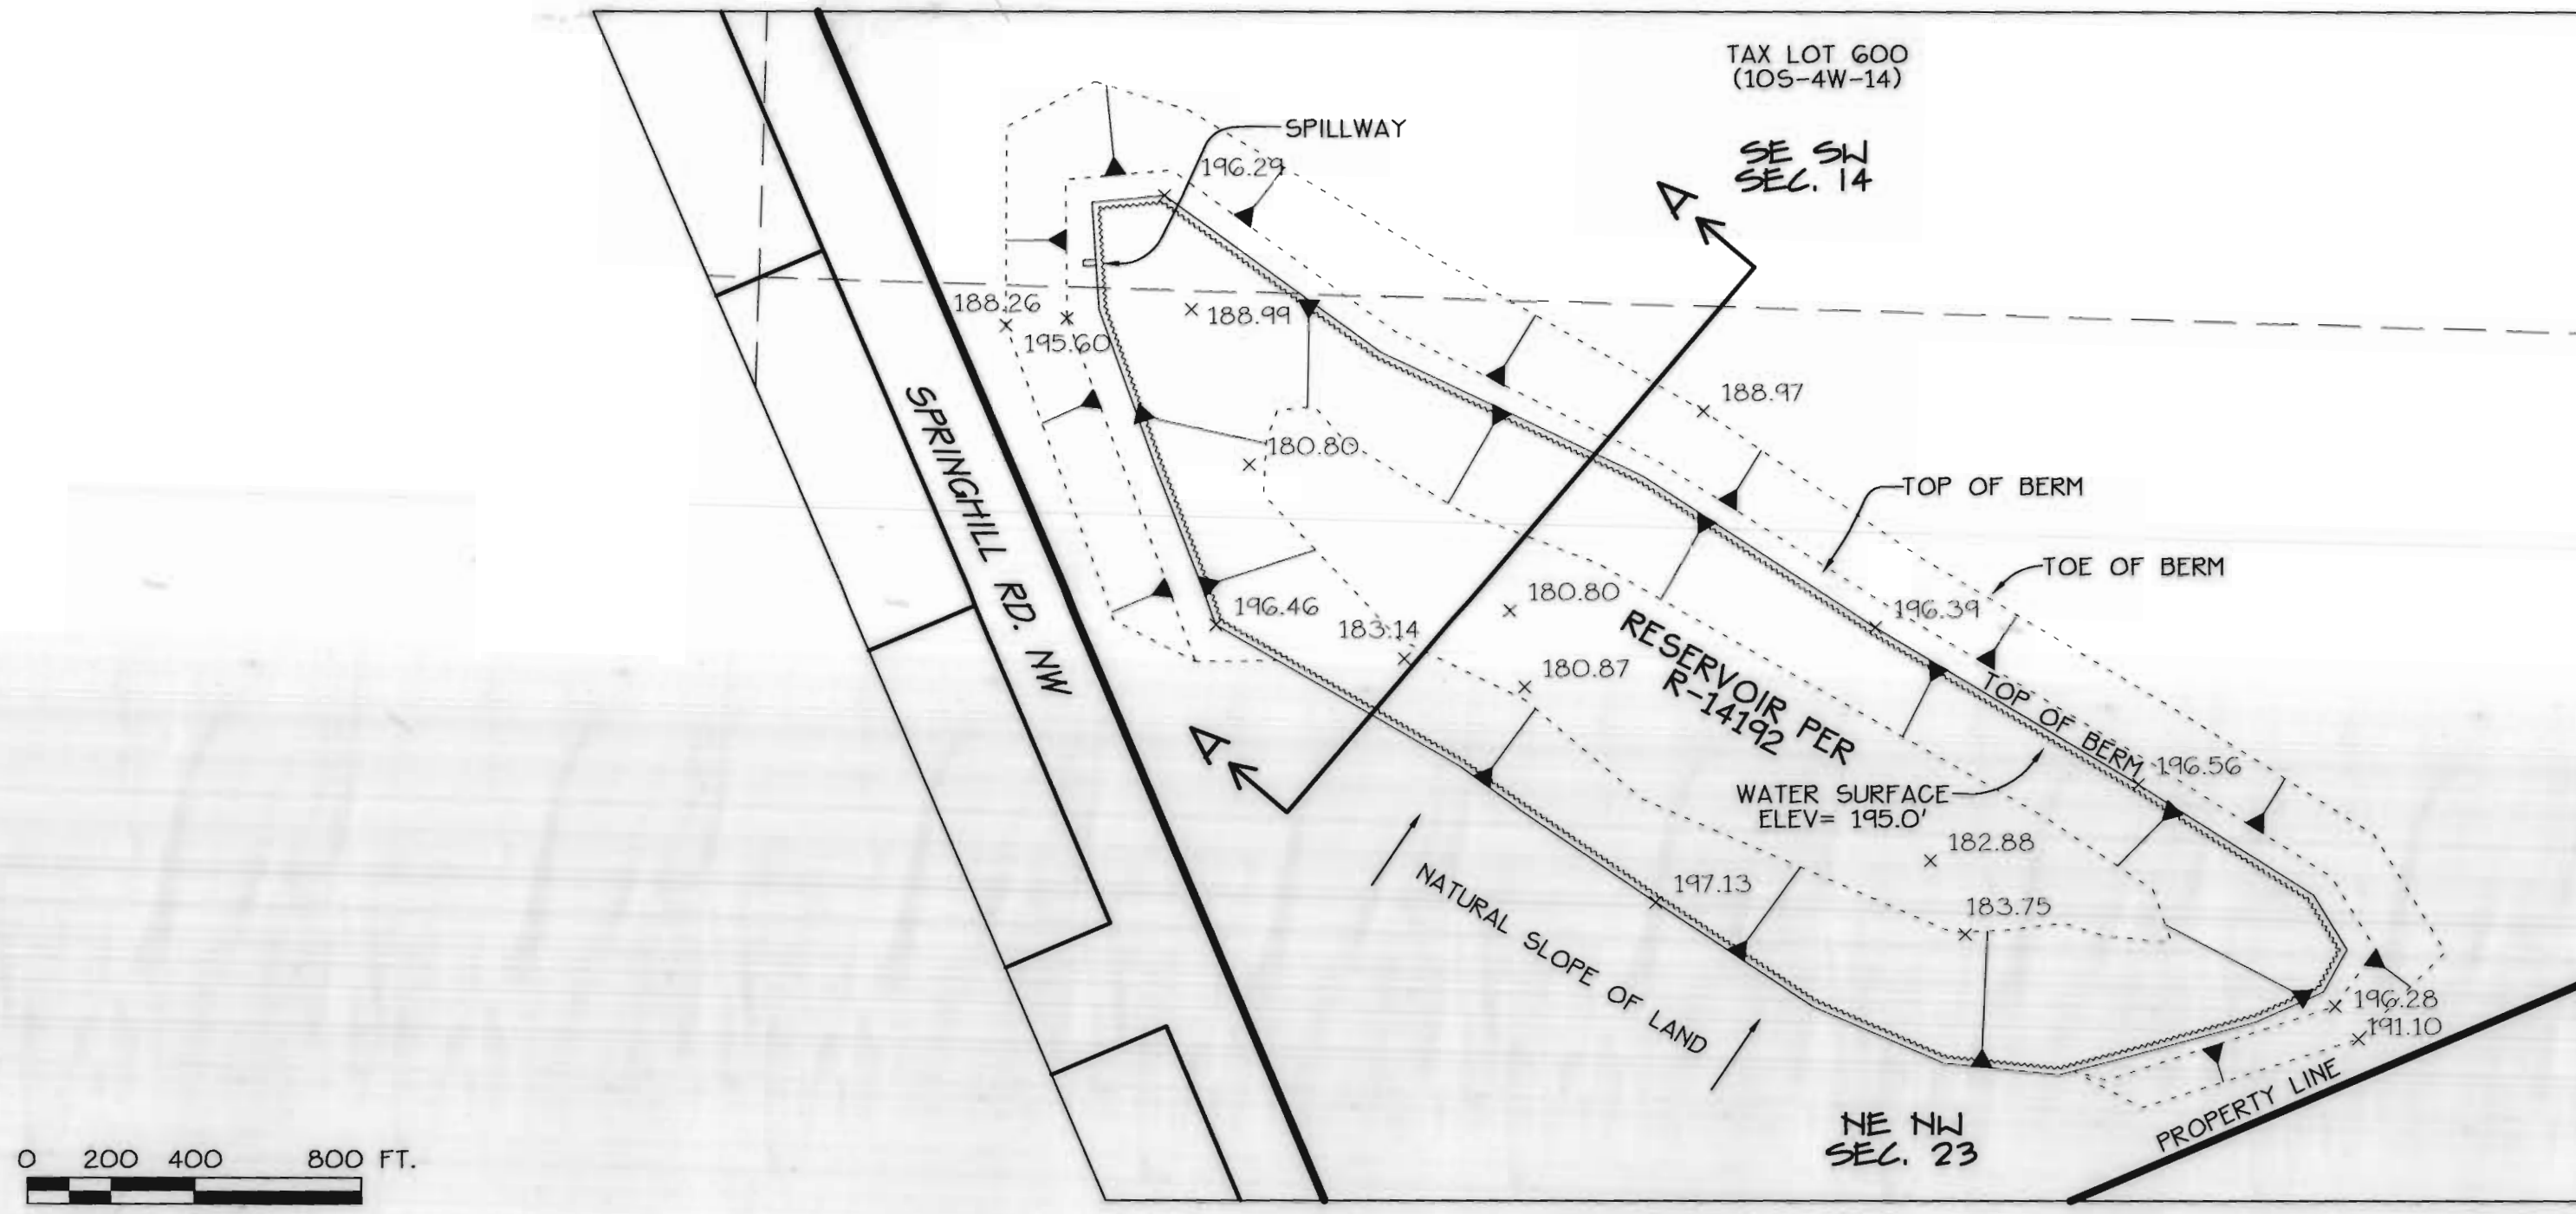 TAX LOT 600
(10S-4W-14)
SPILLWAY
SE SW
SEC. 14
196.29
A
188.26
188.99
195.60
188.97
SPRINGHILL RD. NW
180.80
TOP OF BERM
TOE OF BERM
196.46
180.80
196.39
183.14
180.87
RESERVOIR PER
R-14192
TOP OF BERM
196.56
A
WATER SURFACE
ELEV= 195.0'
182.88
197.13
183.75
NATURAL SLOPE OF LAND
196.28
191.10
PROPERTY LINE
NE NW
SEC. 23
0 200 400 800 FT.